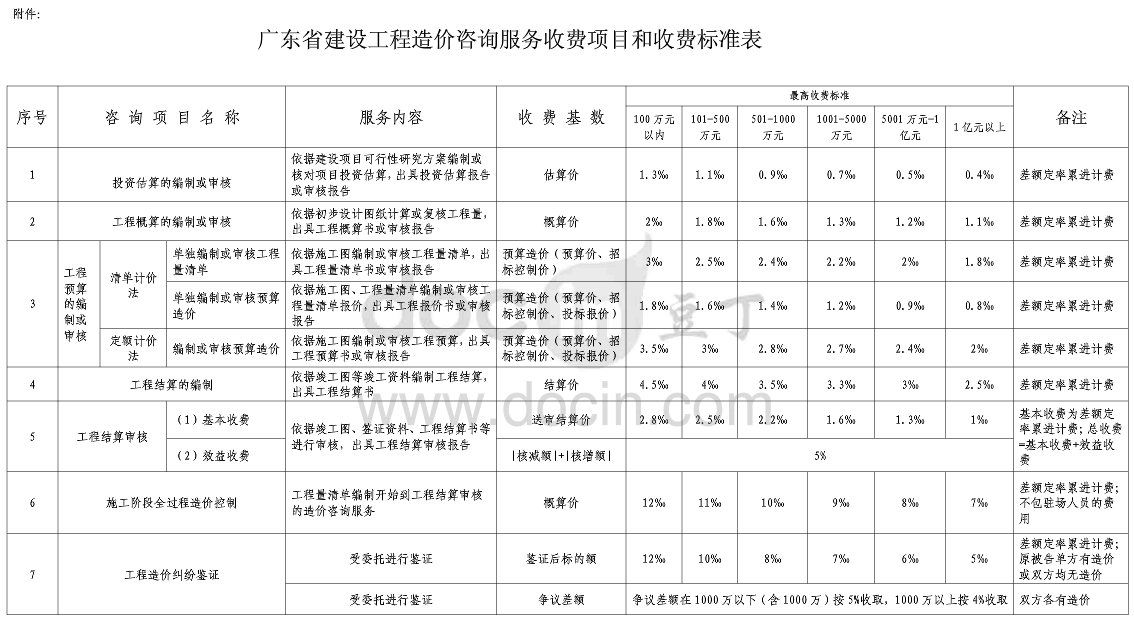 附件：
广东省建设工程造价咨询服务收费项目和收费标准表
序号
咨询项目名称
服务内容
收费基数
最高收费标准
备注
100万元
以内
101-500
万元
501-1000
万元
1001-5000
万元
5001万元-1
亿元
1亿元以上
1
投资估算的编制或审核
依据建设项目可行性研究方案编制或
核对项目投资估算，出具投资估算报告
或审核报告
估算价
1.3‰
1.1‰
0.9‰
0.7‰
0.5‰
0.4‰
差额定率累进计费
2
工程概算的编制或审核
依据初步设计图纸计算或复核工程量，
出具工程概算书或审核报告
概算价
2‰
1.8‰
1.6‰
1.3‰
1.2‰
1.1‰
差额定率累进计费
3
工程
预算
的编
制或
审核
清单计价
法
单独编制或审核工程
量清单
依据施工图编制或审核工程量清单，出
具工程量清单书或审核报告
预算造价（预算价、招
标控制价）
3‰
2.5‰
2.4‰
2.2‰
2‰
1.8‰
差额定率累进计费
单独编制或审核预算
造价
依据施工图、工程量清单编制或审核工
程量清单报价，出具工程报价书或审核
报告
预算造价（预算价、招
标控制价、投标报价）
1.8‰
1.6‰
1.4‰
1.2‰
0.9‰
0.8‰
差额定率累进计费
定额计价
法
编制或审核预算造价
依据施工图编制或审核工程预算，出具
工程预算书或审核报告
预算造价（预算价、招
标控制价、投标报价）
3.5‰
3‰
2.8‰
2.7‰
2.4‰
2‰
差额定率累进计费
4
工程结算的编制
依据竣工图等竣工资料编制工程结算，
出具工程结算书
结算价
4.5‰
4‰
3.5‰
3.3‰
3‰
2.5‰
差额定率累进计费
5
工程结算审核
（1）基本收费
依据竣工图、签证资料、工程结算书等
进行审核，出具工程结算审核报告
送审结算价
2.8‰
2.5‰
2.2‰
1.6‰
1.3‰
1‰
基本收费为差额定
率累进计费；总收费
=基本收费+效益收
费
（2）效益收费
|核减额|+|核增额|
5%
6
施工阶段全过程造价控制
工程量清单编制开始到工程结算审核
的造价咨询服务
概算价
12‰
11‰
10‰
9‰
8‰
7‰
差额定率累进计费；
不包驻场人员的费
用
7
工程造价纠纷鉴证
受委托进行鉴证
鉴证后标的额
12‰
10‰
8‰
7‰
6‰
5‰
差额定率累进计费；
原被告单方有造价
或双方均无造价
受委托进行鉴证
争议差额
争议差额在1000万以下（含1000万）按5%收取，1000万以上按4%收取
双方各有造价
docin 豆丁
www.docin.com